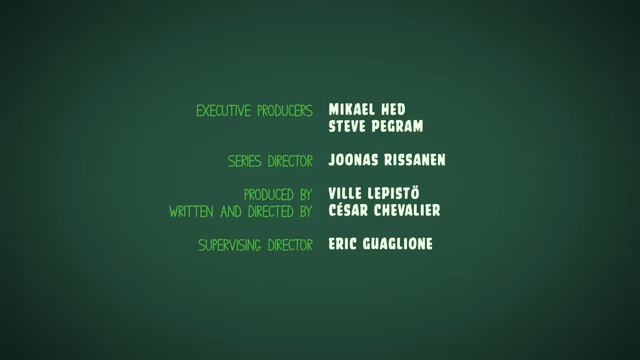 EXECUTIVE PRODUCERS MIKAEL HED
STEVE PEGRAM
SERIES DIRECTOR JOONAS RISSANEN
PRODUCED BY VILLE LEPISTÖ
WRITTEN AND DIRECTED BY CÉSAR CHEVALIER
SUPERVISING DIRECTOR ERIC GUAGLIONE